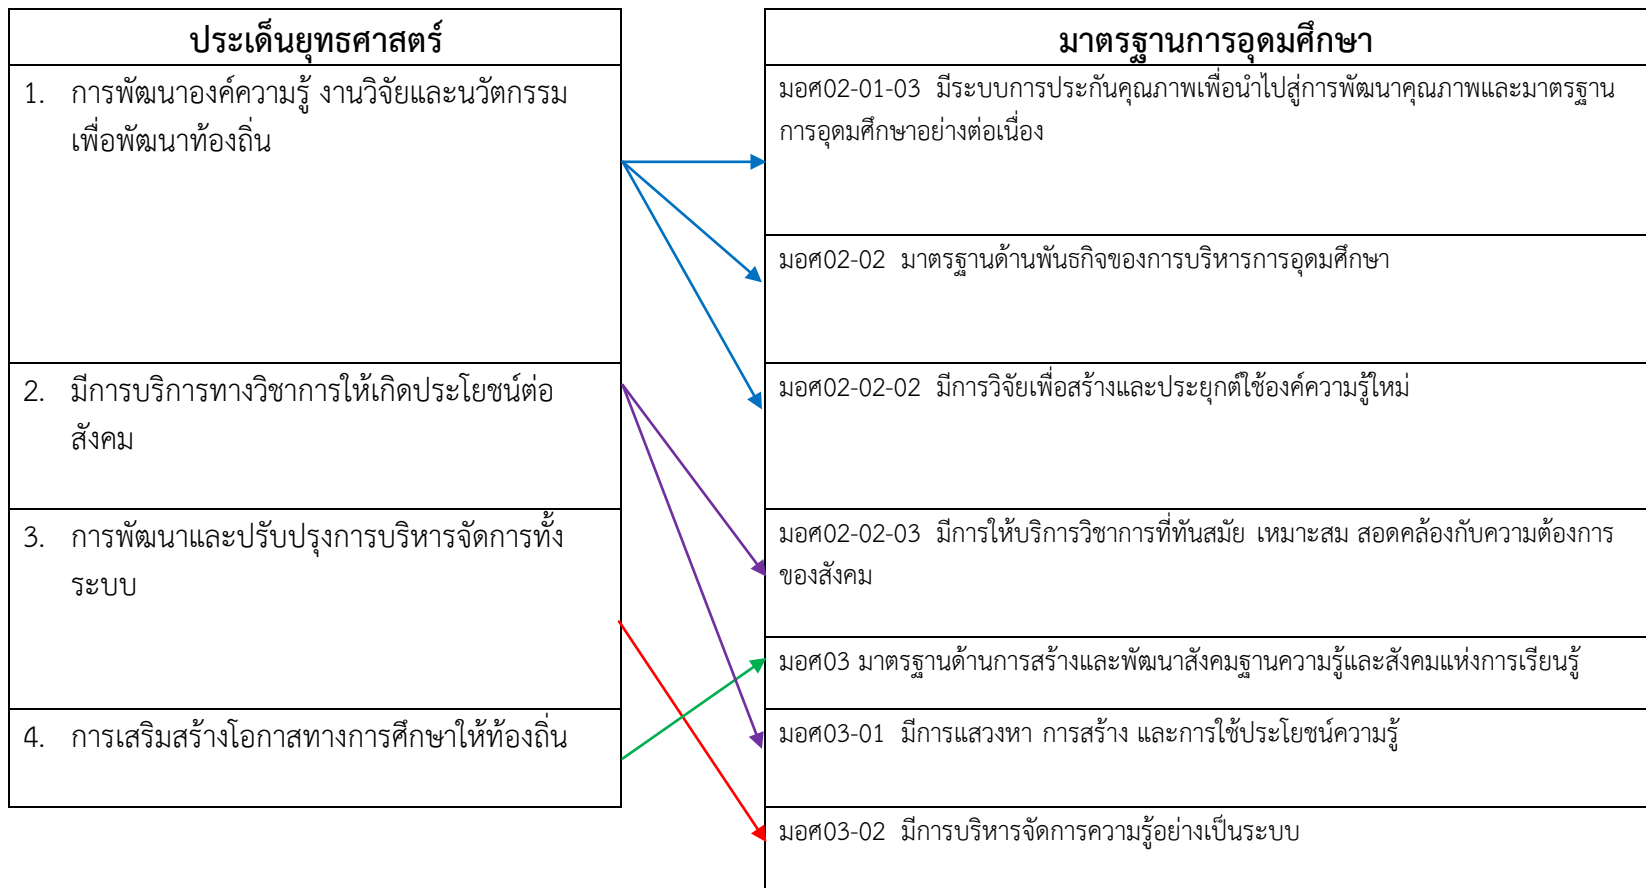 ประเด็นยุทธศาสตร์
1. การพัฒนาองค์ความรู้ งานวิจัยและนวัตกรรม
เพื่อพัฒนาท้องถิ่น
2. มีการบริการทางวิชาการให้เกิดประโยชน์ต่อ
สังคม
3. การพัฒนาและปรับปรุงการบริหารจัดการทั้ง
ระบบ
4. การเสริมสร้างโอกาสทางการศึกษาให้ท้องถิ่น
มาตรฐานการอุดมศึกษา
มอศ02-01-03 มีระบบการประกันคุณภาพเพื่อนำไปสู่การพัฒนาคุณภาพและมาตรฐาน
การอุดมศึกษาอย่างต่อเนื่อง
มอศ02-02 มาตรฐานด้านพันธกิจของการบริหารการอุดมศึกษา
มอศ02-02-02 มีการวิจัยเพื่อสร้างและประยุกต์ใช้องค์ความรู้ใหม่
มอศ02-02-03 มีการให้บริการวิชาการที่ทันสมัย เหมาะสม สอดคล้องกับความต้องการ
ของสังคม
มอศ03 มาตรฐานด้านการสร้างและพัฒนาสังคมฐานความรู้และสังคมแห่งการเรียนรู้
มอศ03-01 มีการแสวงหา การสร้าง และการใช้ประโยชน์ความรู้
มอศ03-02 มีการบริหารจัดการความรู้อย่างเป็นระบบ